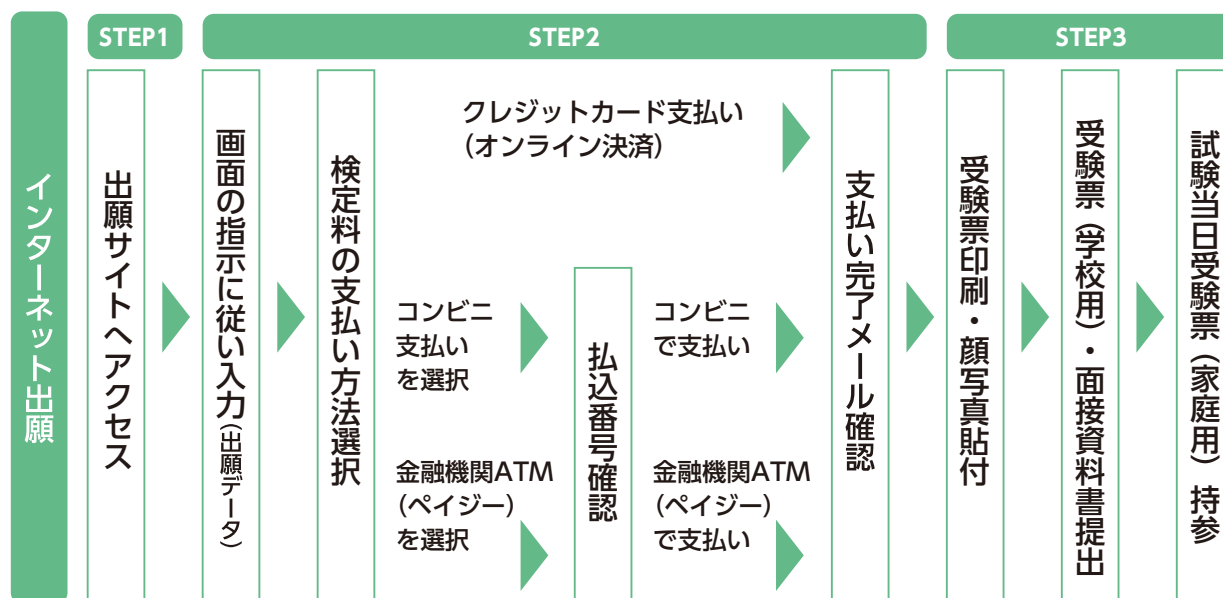 インターネット出願
STEP1
出願サイトへアクセス
STEP2
画面の指示に従い入力(出願データ)
検定料の支払い方法選択
クレジットカード支払い
(オンライン決済)
コンビニ
支払い
を選択
金融機関ATM
(ペイジー)
を選択
払込番号確認
コンビニ
で支払い
金融機関ATM
(ペイジー)
で支払い
支払い完了メール確認
STEP3
受験票印刷・顔写真貼付
受験票(学校用)・面接資料書提出
試験当日受験票(家庭用)持参